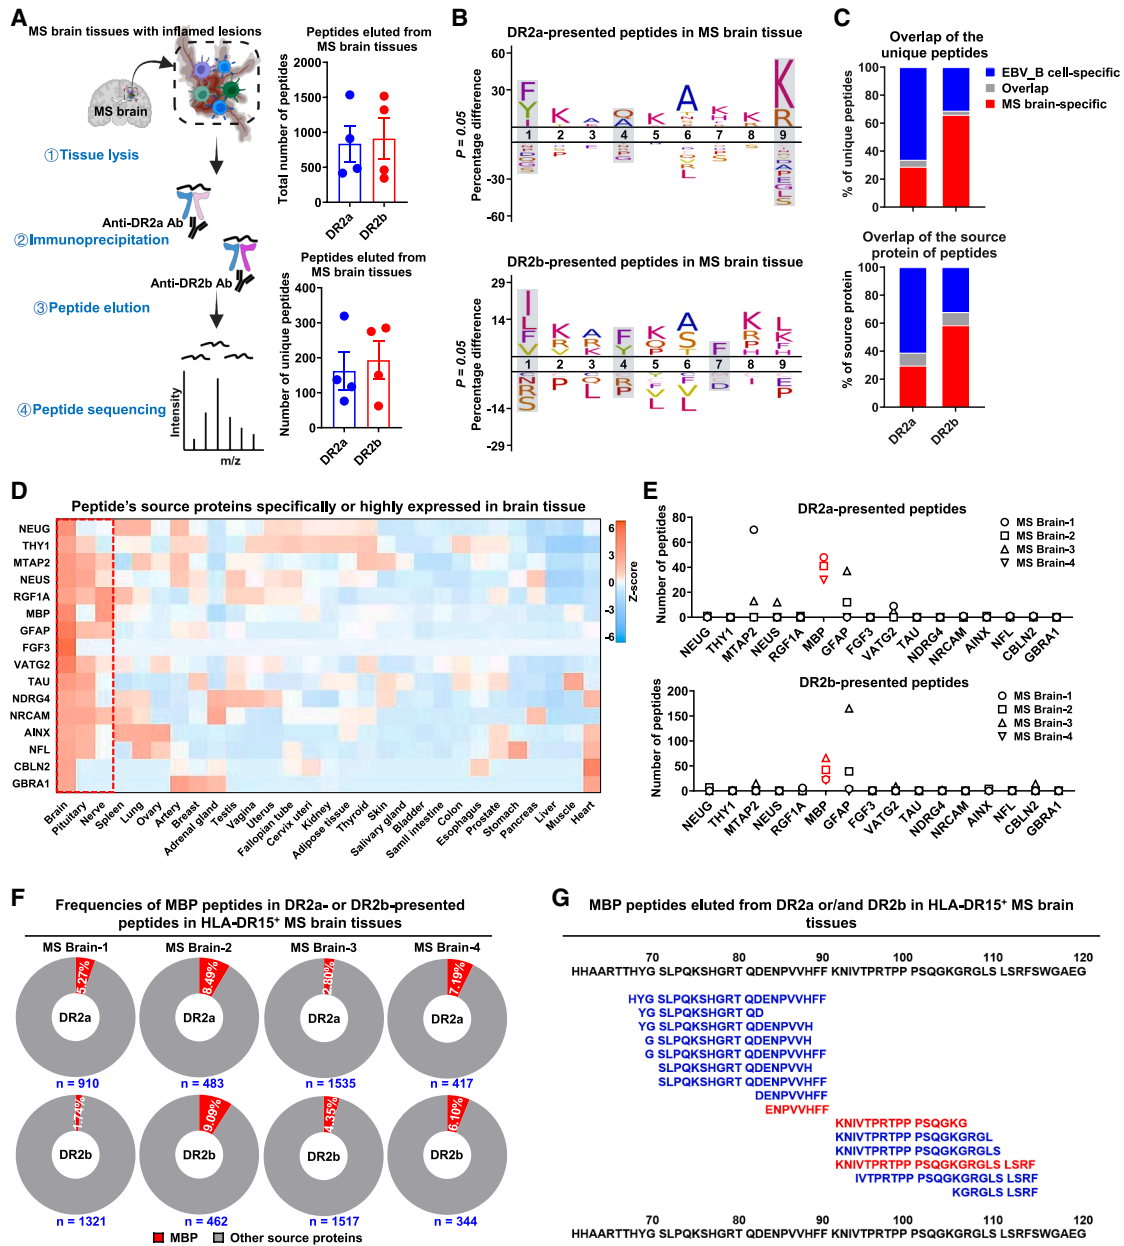 A
MS brain tissues with inflamed lesions
MS brain
①Tissue lysis
Anti-DR2a Ab
②Immunoprecipitation
Anti-DR2b Ab
③Peptide elution
④Peptide sequencing
Intensity
m/z
Peptides eluted from
MS brain tissues
Total number of peptides
2000
1500
1000
500
0
DR2a
DR2b
Peptides eluted from
MS brain tissues
Number of unique peptides
400
300
200
100
0
DR2a
DR2b
B
DR2a-presented peptides in MS brain tissue
Percentage difference
P = 0.05
30
-30
-60
1 2 3 4 5 6 7 8 9
DR2b-presented peptides in MS brain tissue
Percentage difference
P = 0.05
29
14
-14
-29
1 2 3 4 5 6 7 8 9
C
Overlap of the
unique peptides
% of unique peptides
100
80
60
40
20
0
EBV_B cell-specific
Overlap
MS brain-specific
Overlap of the source
protein of peptides
% of source protein
100
80
60
40
20
0
DR2a
DR2b
D
Peptide's source proteins specifically or highly expressed in brain tissue
NEUG
THY1
MTAP2
NEUS
RGF1A
MBP
GFAP
FGF3
VATG2
TAU
NDRG4
NRCAM
AINX
NFL
CBLN2
GBRA1
Brain
Pituitary
Nerve
Spleen
Lung
Ovary
Artery
Breast
Adrenal gland
Testis
Vagina
Uterus
Fallopian tube
Cervix uteri
Kidney
Adipose tissue
Thyroid
Skin
Salivary gland
Bladder
Samll intestine
Colon
Esophagus
Prostate
Stomach
Pancreas
Liver
Muscle
Heart
6
3
0
-3
-6
Z-score
E
DR2a-presented peptides
Number of peptides
80
60
40
20
0
MS Brain-1
MS Brain-2
MS Brain-3
MS Brain-4
NEUG
THY1
MTAP2
NEUS
RGF1A
MBP
GFAP
FGF3
VATG2
TAU
NDRG4
NRCAM
AINX
NFL
CBLN2
GBRA1
DR2b-presented peptides
Number of peptides
200
150
100
50
0
MS Brain-1
MS Brain-2
MS Brain-3
MS Brain-4
NEUG
THY1
MTAP2
NEUS
RGF1A
MBP
GFAP
FGF3
VATG2
TAU
NDRG4
NRCAM
AINX
NFL
CBLN2
GBRA1
F
Frequencies of MBP peptides in DR2a- or DR2b-presented
peptides in HLA-DR15⁺ MS brain tissues
MS Brain-1 MS Brain-2 MS Brain-3 MS Brain-4
5.27% 8.49% 2.80% 7.19%
DR2a DR2a DR2a DR2a
n = 910 n = 483 n = 1535 n = 417
1.74% 9.09% 4.35% 6.10%
DR2b DR2b DR2b DR2b
n = 1321 n = 462 n = 1517 n = 344
MBP Other source proteins
G
MBP peptides eluted from DR2a or/and DR2b in HLA-DR15⁺ MS brain
tissues
70 80 90 100 110 120
HHAARTTHYG SLPQKSHGRT QDENPVVHFF KNIVTPRTPP PSQGKGRGLS LSRFSWGAEG
HYG SLPQKSHGRT QDENPVVHFF
YG SLPQKSHGRT QD
YG SLPQKSHGRT QDENPVVH
G SLPQKSHGRT QDENPVVH
G SLPQKSHGRT QDENPVVHFF
SLPQKSHGRT QDENPVVH
SLPQKSHGRT QDENPVVHFF
DENPVVHFF
ENPVVHFF
KNIVTPRTPP PSQGKG
KNIVTPRTPP PSQGKGRGL
KNIVTPRTPP PSQGKGRGLS
KNIVTPRTPP PSQGKGRGLS LSRF
IVTPRTPP PSQGKGRGLS LSRF
KGRGLS LSRF
70 80 90 100 110 120
HHAARTTHYG SLPQKSHGRT QDENPVVHFF KNIVTPRTPP PSQGKGRGLS LSRFSWGAEG